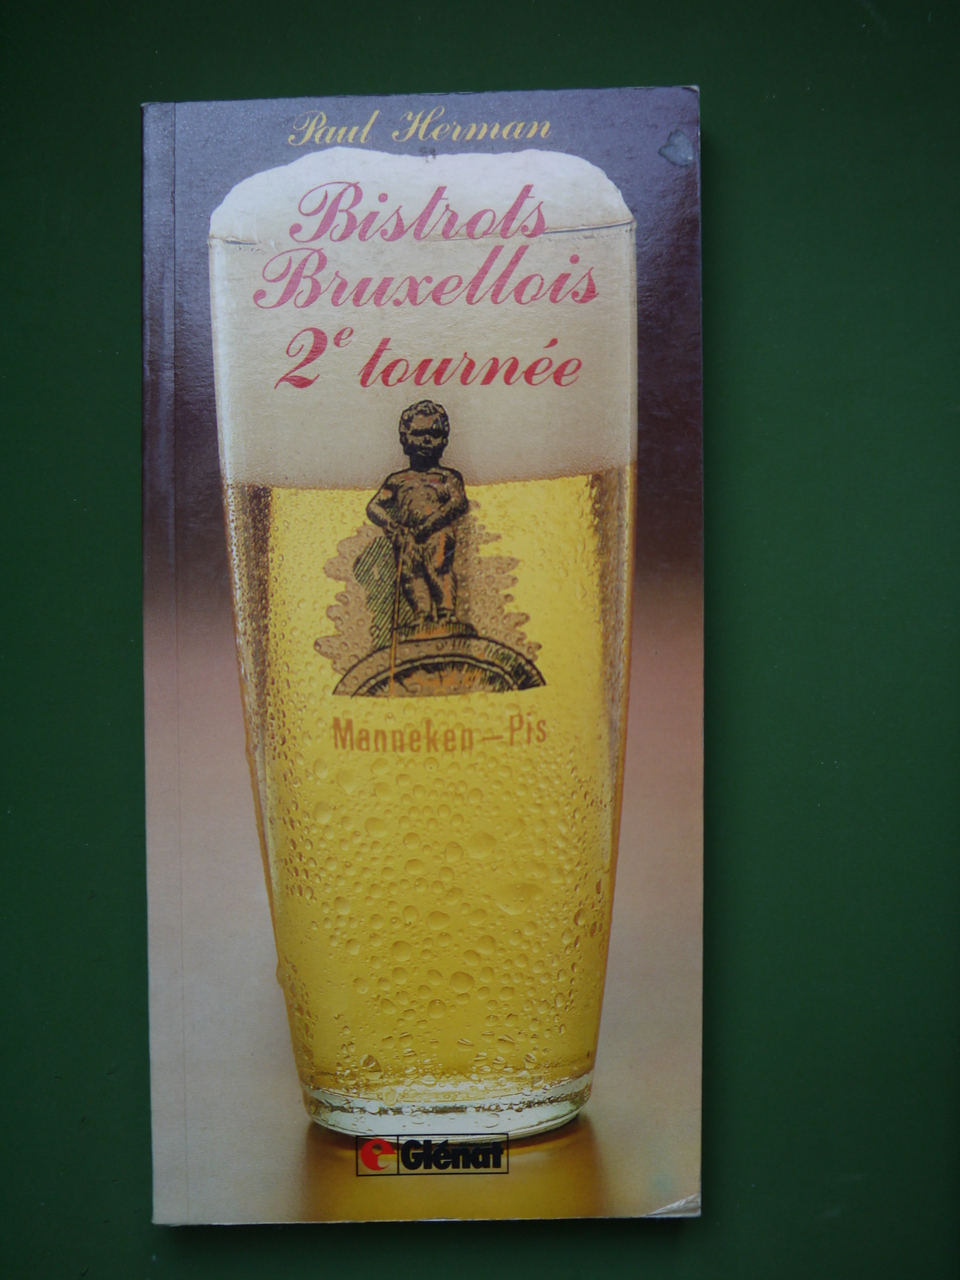 Paul Herman
Bistrots
Bruxellois
2e tournée
Manneken-Pis
Glénat